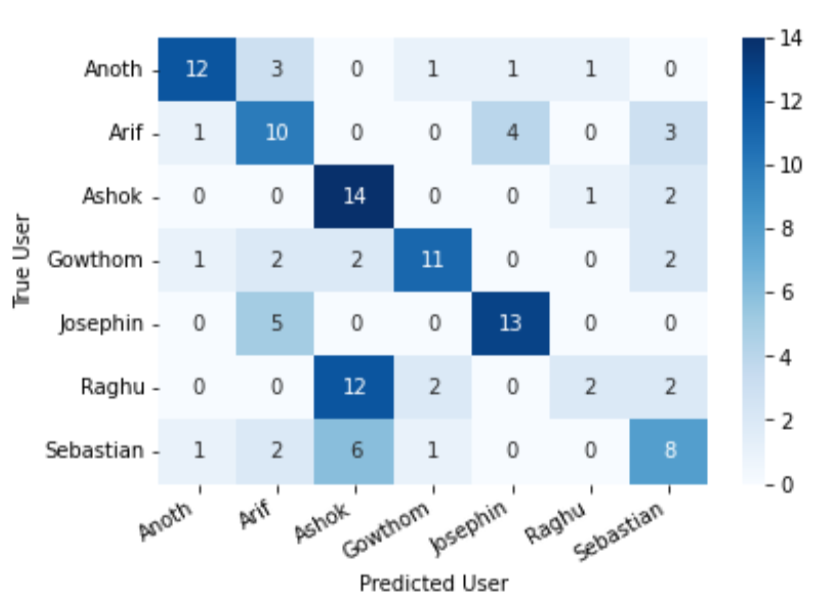 Anoth 12 3 0 1 1 1 0
Arif 1 10 0 0 4 0 3
Ashok 0 0 14 0 0 1 2
Gowthom 1 2 2 11 0 0 2
Josephin 0 5 0 0 13 0 0
Raghu 0 0 12 2 0 2 2
Sebastian 1 2 6 1 0 0 8
True User
Anoth Arif Ashok Gowthom Josephin Raghu Sebastian
Predicted User
14
12
10
8
6
4
2
0